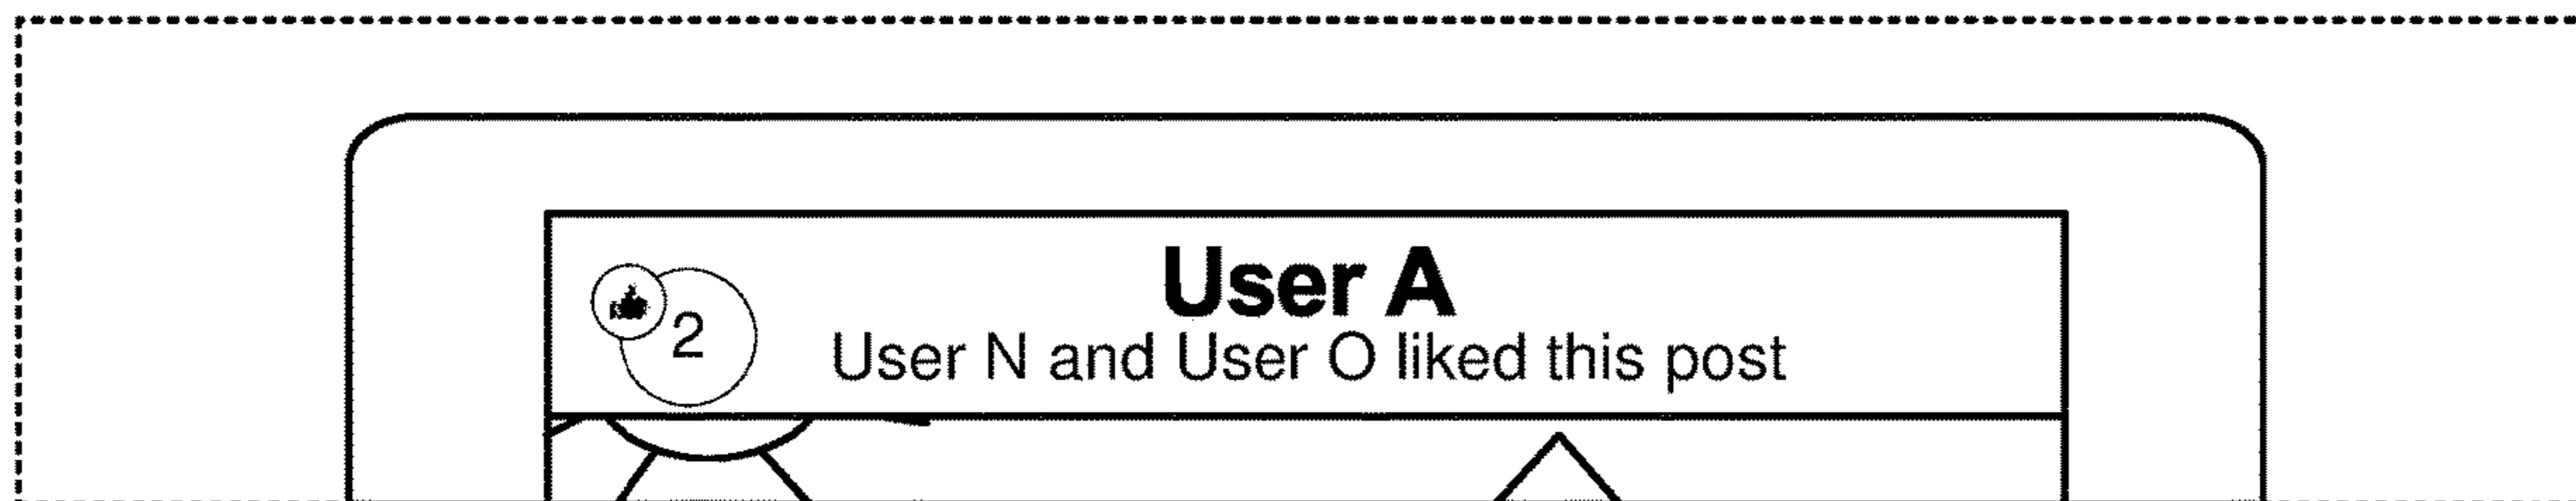 User A
2
User N and User O liked this post